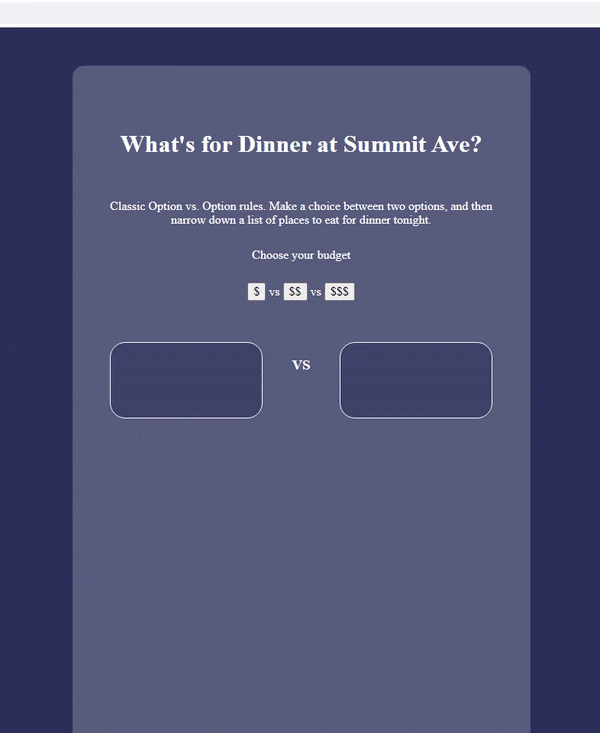 What's for Dinner at Summit Ave?
Classic Option vs. Option rules. Make a choice between two options, and then
narrow down a list of places to eat for dinner tonight.
Choose your budget
$ vs $$ vs $$$
vs